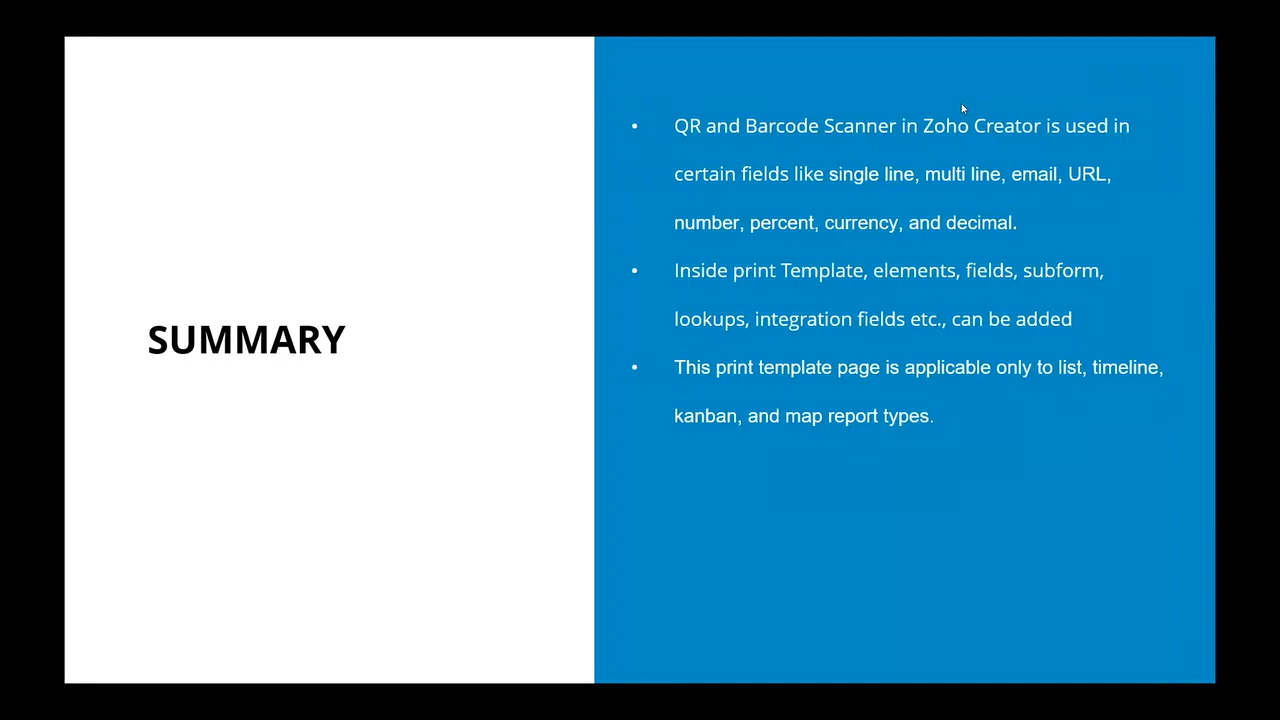 SUMMARY
• QR and Barcode Scanner in Zoho Creator is used in
certain fields like single line, multi line, email, URL,
number, percent, currency, and decimal.
• Inside print Template, elements, fields, subform,
lookups, integration fields etc., can be added
• This print template page is applicable only to list, timeline,
kanban, and map report types.